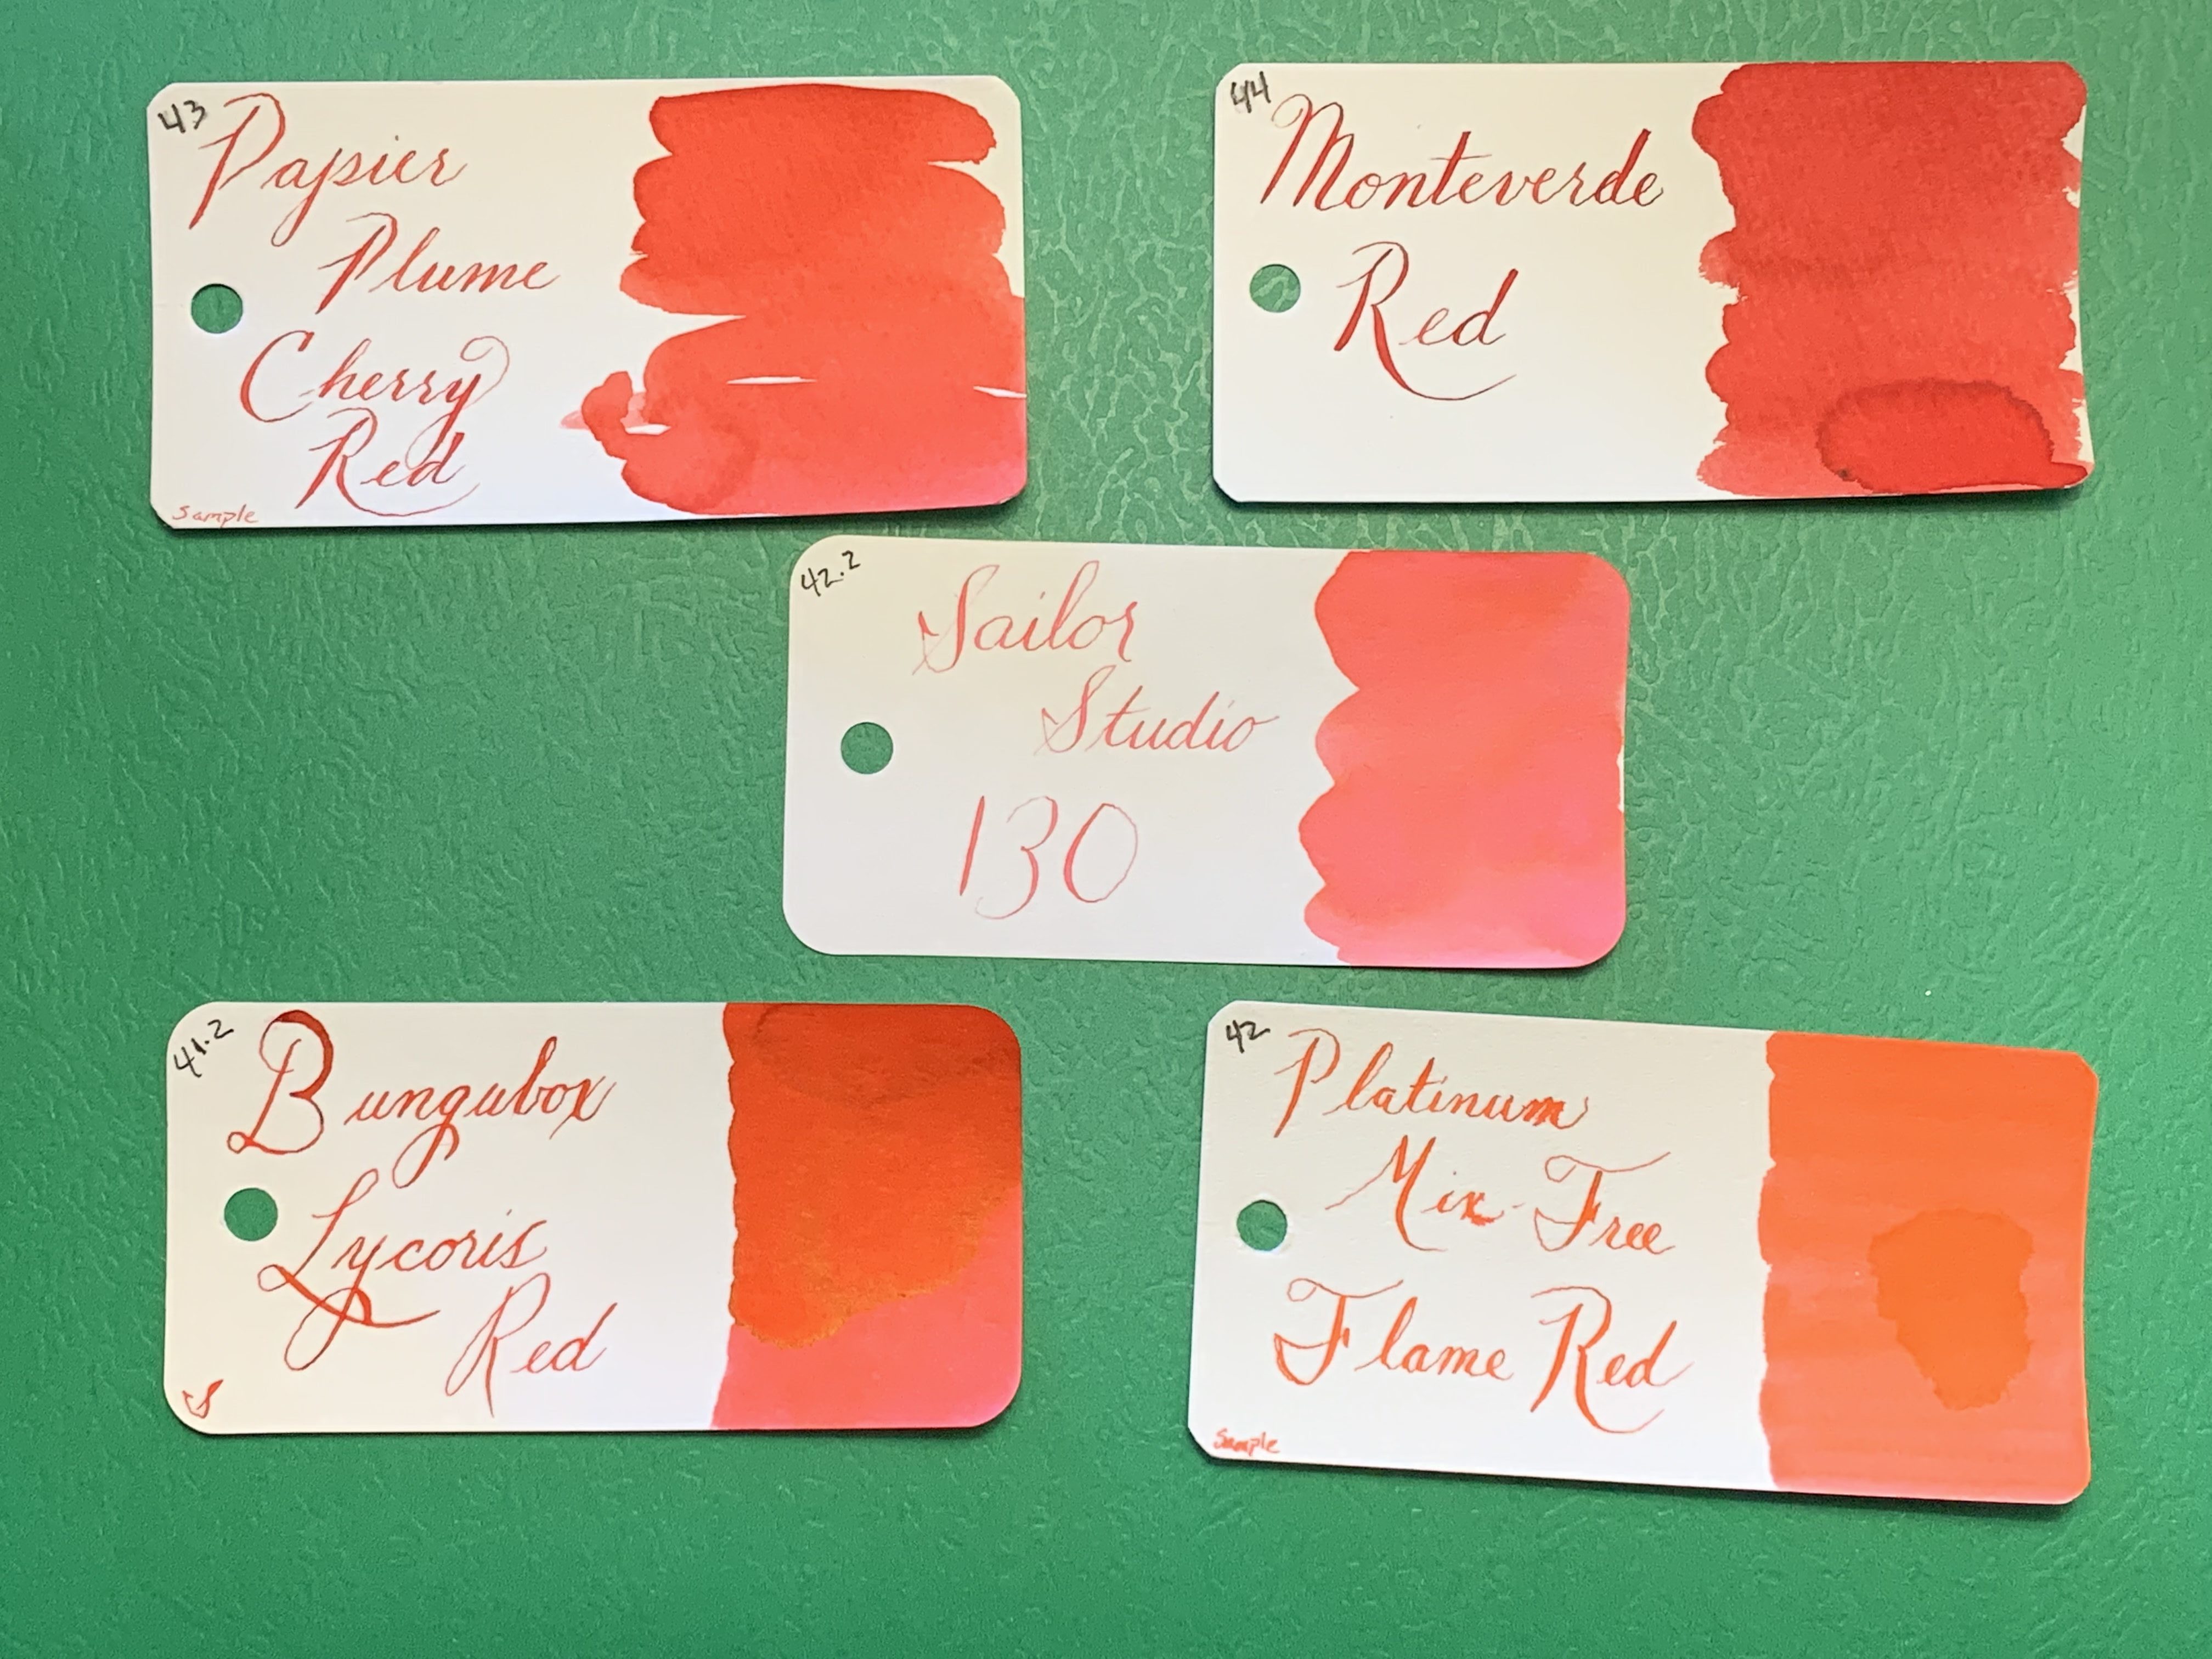 43
Papier
Plume
Cherry
Red
Sample
44
Monteverde
Red
42.2
Sailor
Studio
130
41.2
Bungubox
Lycoris
Red
S
42
Platinum
Mix-Free
Flame Red
Sample